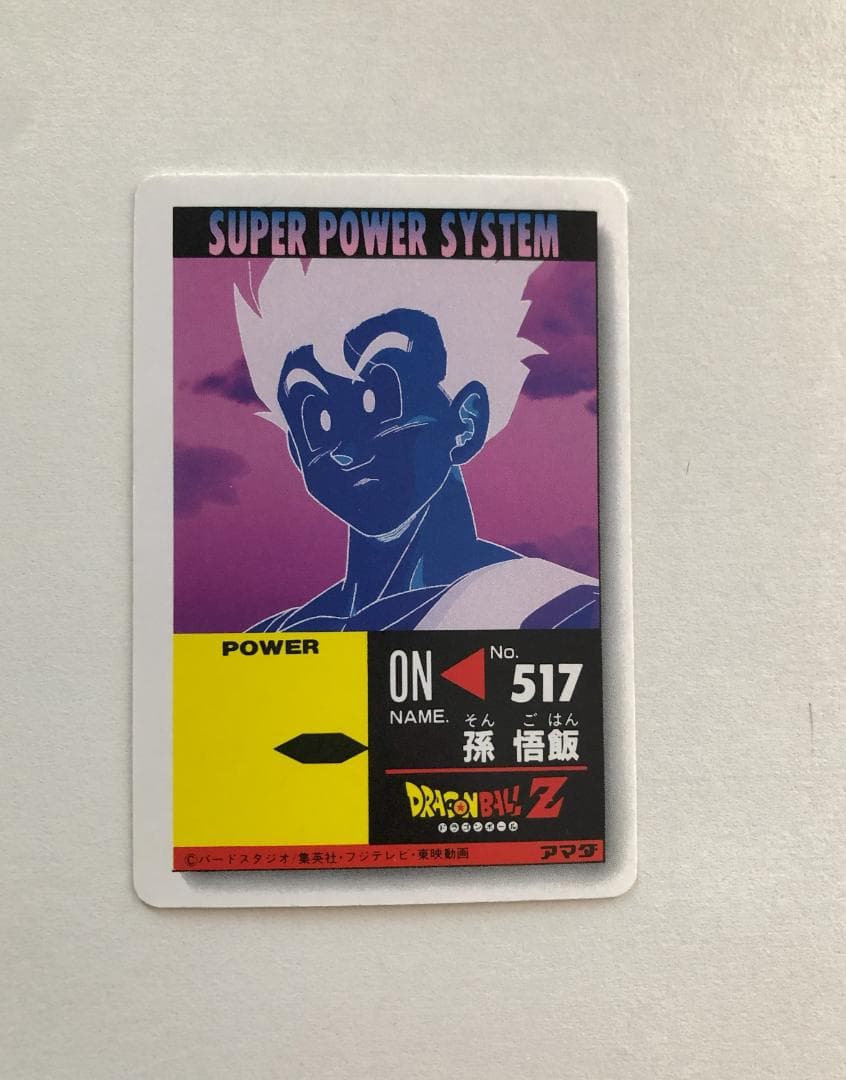 SUPER POWER SYSTEM
POWER
ON
No.
517
NAME.
そん ご はん
孫 悟飯
DRAGON BALL Z
ドラゴンボール
©バードスタジオ/集英社・フジテレビ・東映動画
アマダ